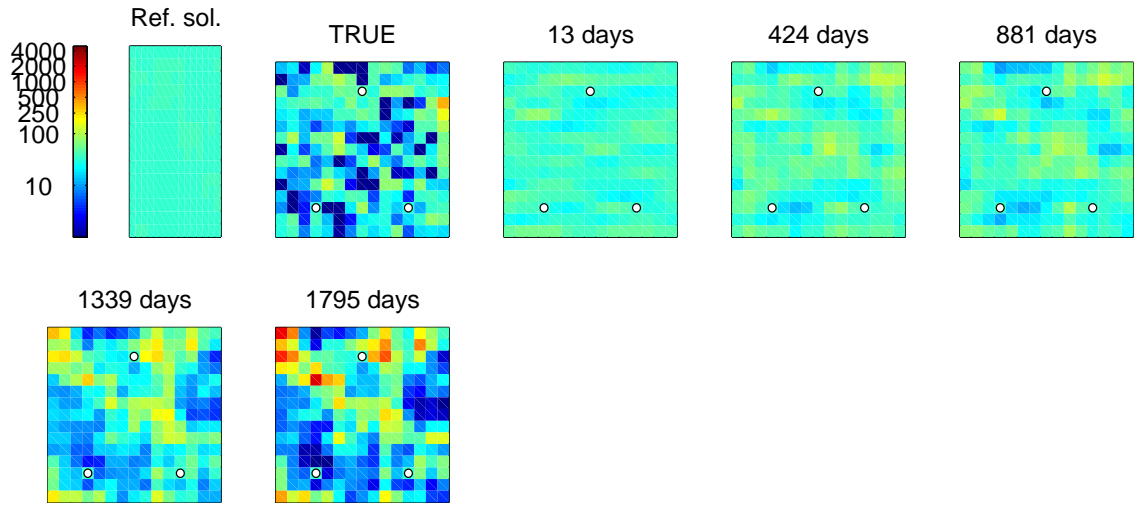 Ref. sol.
TRUE
13 days
424 days
881 days
4000
2000
1000
500
250
100
10
1339 days
1795 days